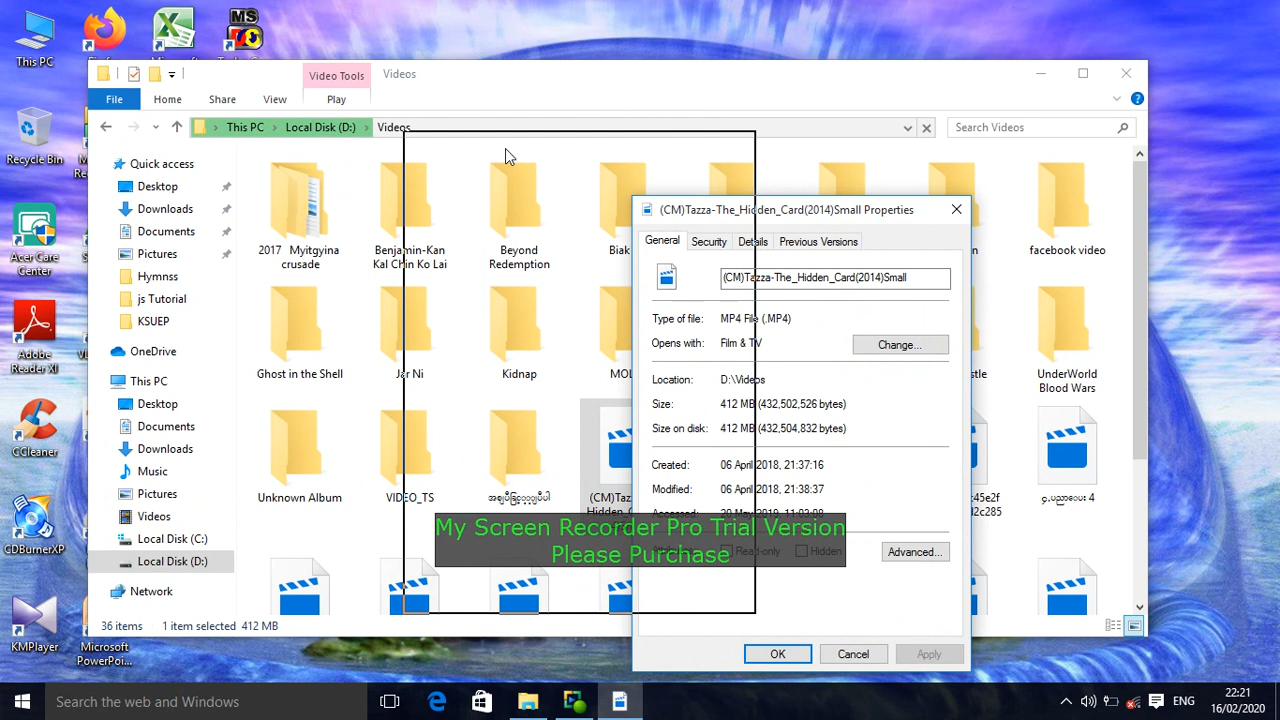 This PC
Recycle Bin
Acer Care
Center
Adobe
Reader XI
CCleaner
CDBurnerXP
KMPlayer
Microsoft
PowerPoi...
Video Tools
Videos
File
Home
Share
View
Play
This PC
Local Disk (D:)
Videos
Search Videos
Quick access
Desktop
Downloads
Documents
Pictures
Hymnss
js Tutorial
KSUEP
OneDrive
This PC
Desktop
Documents
Downloads
Music
Pictures
Videos
Local Disk (C:)
Local Disk (D:)
Network
2017 Myitgyina
crusade
Benjamin-Kan
Kal Chin Ko Lai
Beyond
Redemption
Biak
facebook video
Ghost in the Shell
Jar Ni
Kidnap
MOL
UnderWorld
Blood Wars
Unknown Album
VIDEO_TS
(CM)Taz
(CM)Tazza-The_Hidden_Card(2014)Small Properties
General
Security
Details
Previous Versions
(CM)Tazza-The_Hidden_Card(2014)Small
Type of file: MP4 File (.MP4)
Opens with: Film & TV
Change...
Location: D:\Videos
Size: 412 MB (432,502,526 bytes)
Size on disk: 412 MB (432,504,832 bytes)
Created: 06 April 2018, 21:37:16
Modified: 06 April 2018, 21:38:37
My Screen Recorder Pro Trial Version
Please Purchase
Read-only
Hidden
Advanced...
OK
Cancel
Apply
36 items
1 item selected 412 MB
Search the web and Windows
ENG
22:21
16/02/2020